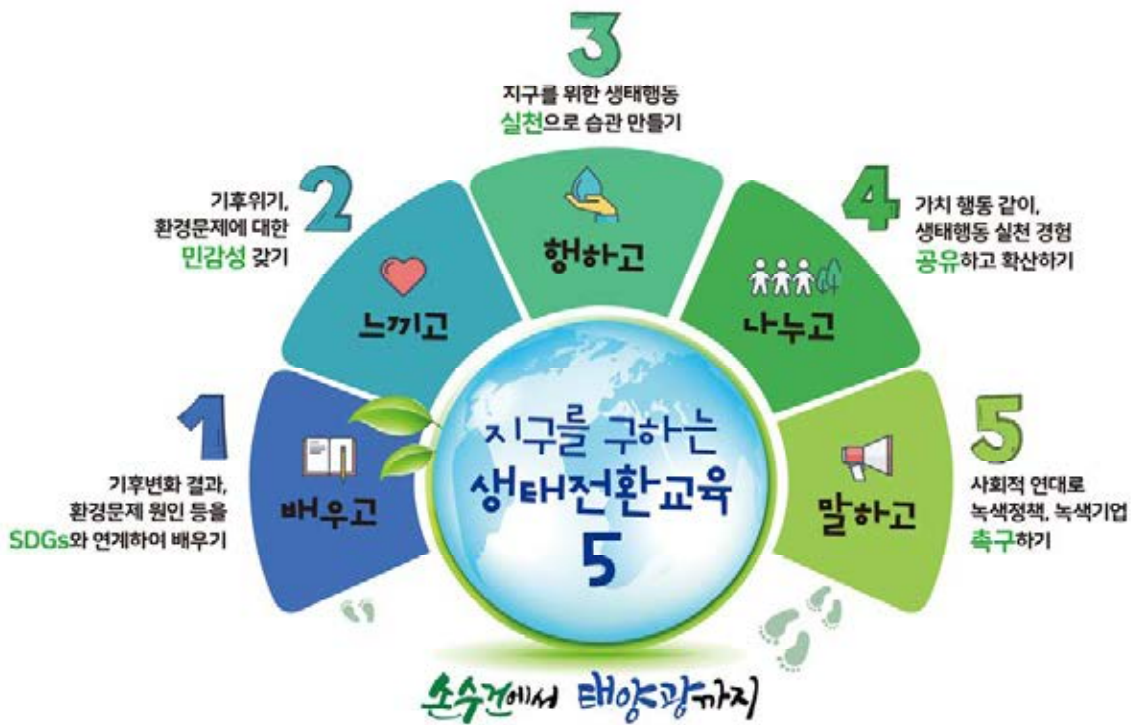 1
기후변화 결과,
환경문제 원인 등을
SDGs와 연계하여 배우기
배우고
2
기후위기,
환경문제에 대한
민감성 갖기
느끼고
3
지구를 위한 생태행동
실천으로 습관 만들기
행하고
4
가치 행동 같이,
생태행동 실천 경험
공유하고 확산하기
나누고
5
사회적 연대로
녹색정책, 녹색기업
촉구하기
말하고
지구를 구하는
생태전환교육
5
손수건에서 태양광까지